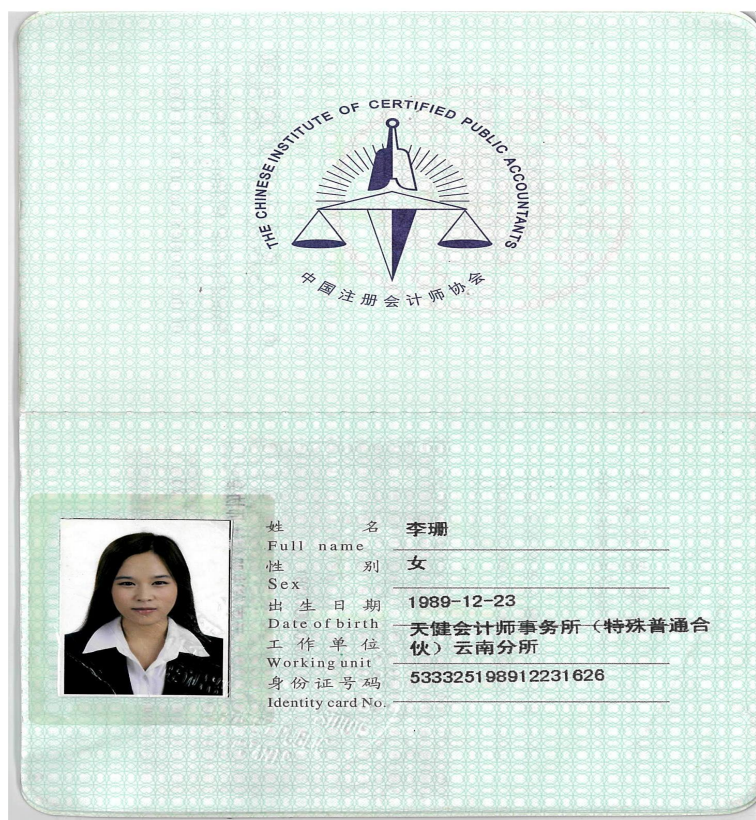 THE CHINESE INSTITUTE OF CERTIFIED PUBLIC ACCOUNTANTS
中国注册会计师协会
姓名 李珊
Full name
性别 女
Sex
出生日期 1989-12-23
Date of birth
工作单位 天健会计师事务所（特殊普通合
伙）云南分所
Working unit
身份证号码 533325198912231626
Identity card No.